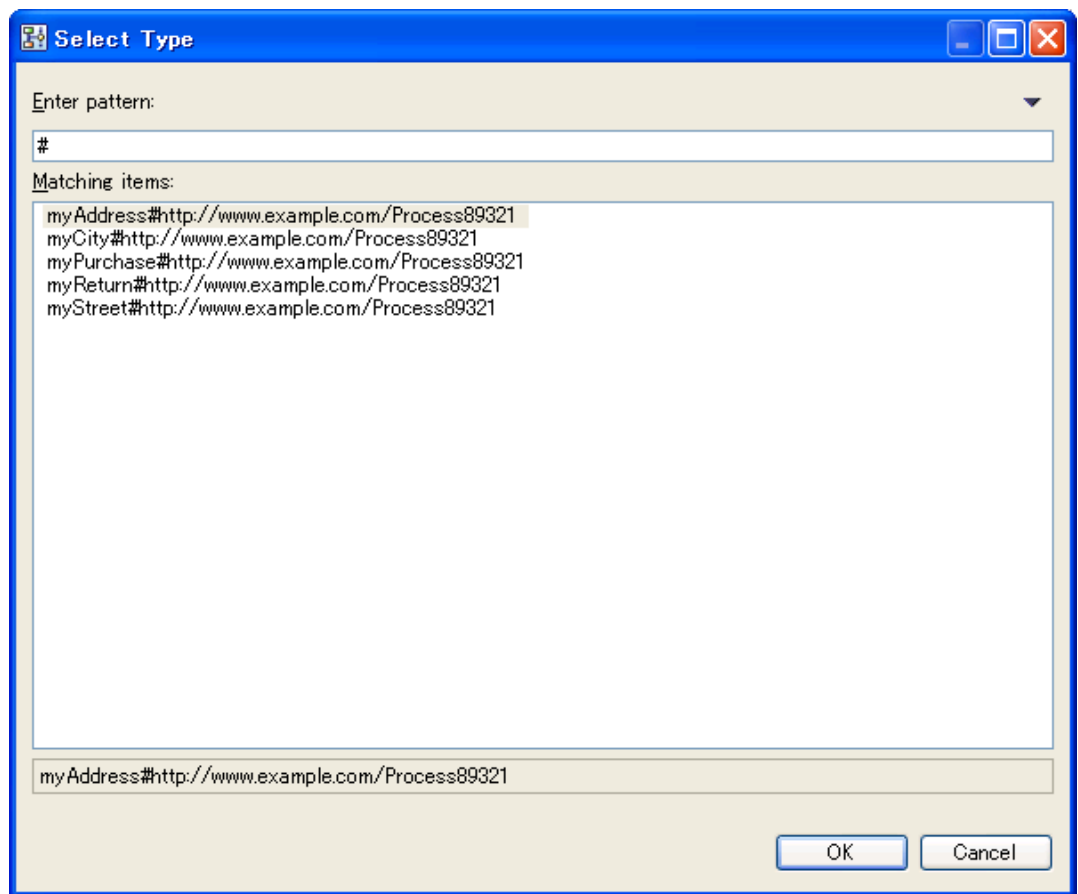 Select Type
Enter pattern:
#
Matching items:
myAddress#http://www.example.com/Process89321
myCity#http://www.example.com/Process89321
myPurchase#http://www.example.com/Process89321
myReturn#http://www.example.com/Process89321
myStreet#http://www.example.com/Process89321
myAddress#http://www.example.com/Process89321
OK Cancel